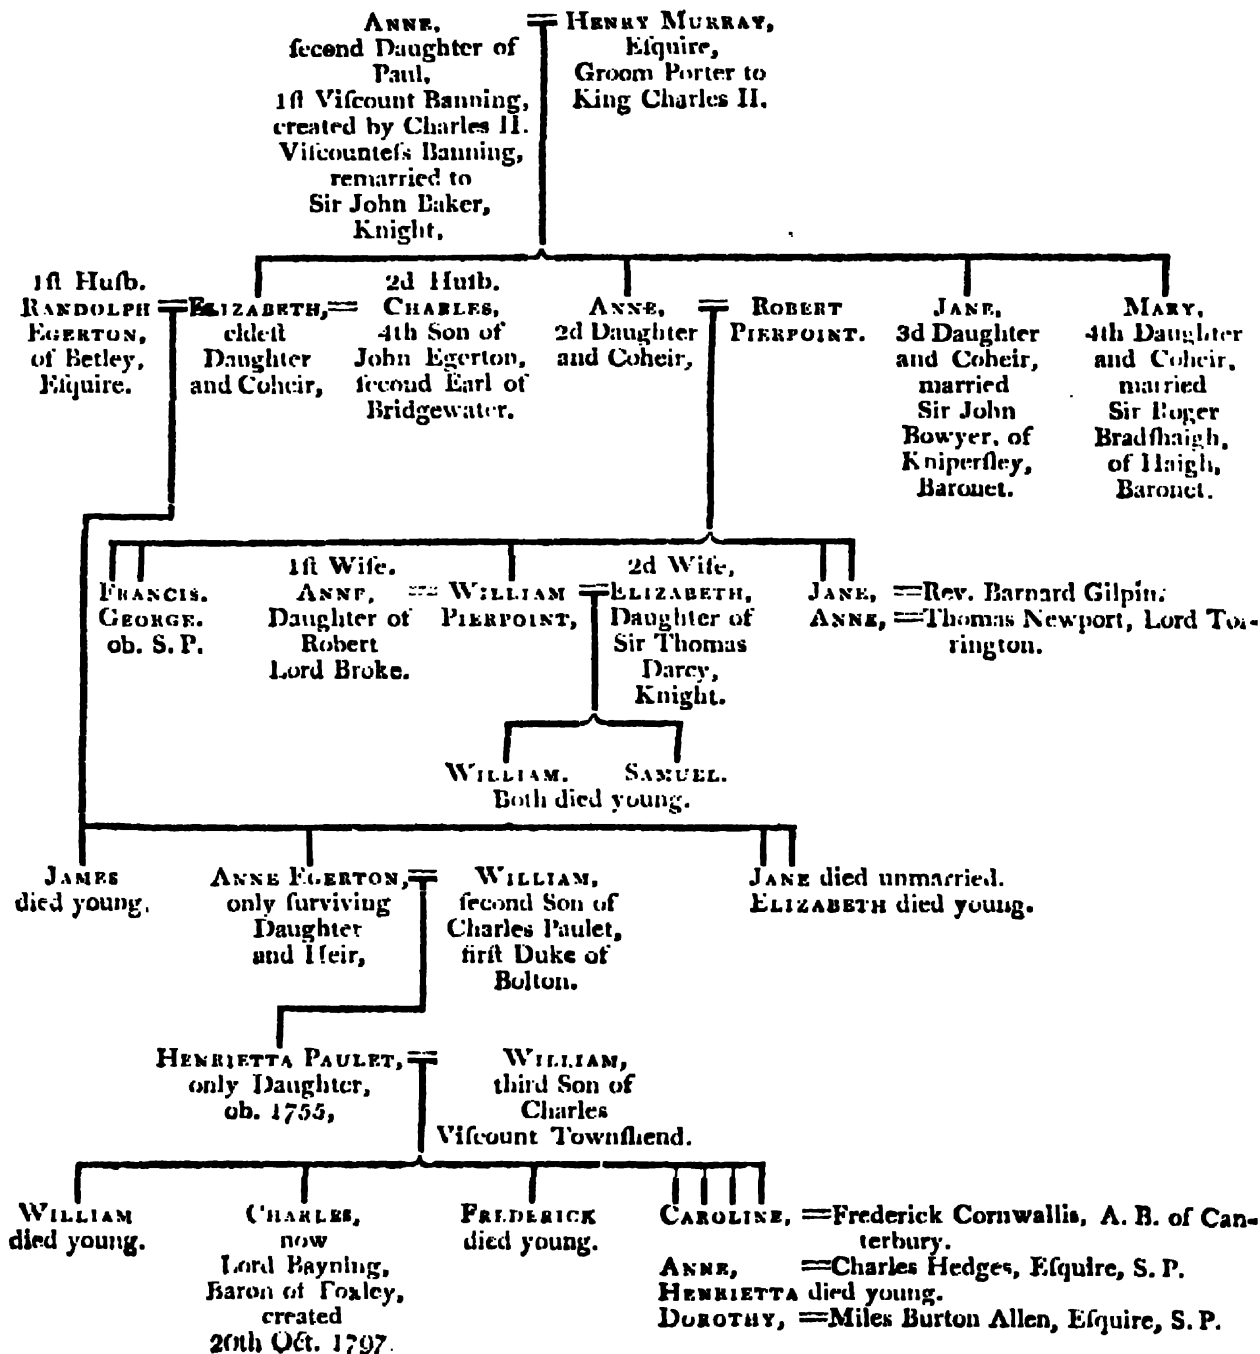 ANNE,
ſecond Daughter of
Paul,
1ſt Viſcount Banning,
created by Charles II.
Viſcounteſs Banning,
remarried to
Sir John Baker,
Knight.
HENRY MURRAY,
Eſquire,
Groom Porter to
King Charles II.
1ſt Huſb.
RANDOLPH
EGERTON,
of Betley,
Eſquire.
ELIZABETH,
eldeſt
Daughter
and Coheir,
2d Huſb.
CHARLES,
4th Son of
John Egerton,
ſecond Earl of
Bridgewater.
ANNE,
2d Daughter
and Coheir,
ROBERT
PIERPOINT.
JANE,
3d Daughter
and Coheir,
married
Sir John
Bowyer, of
Kniperſley,
Baronet.
MARY,
4th Daughter
and Coheir,
married
Sir Roger
Bradſhaigh,
of Haigh,
Baronet.
FRANCIS.
GEORGE.
ob. S. P.
1ſt Wife.
ANNE,
Daughter of
Robert
Lord Broke.
WILLIAM
PIERPOINT,
2d Wife,
ELIZABETH,
Daughter of
Sir Thomas
Darcy,
Knight.
JANE, =Rev. Barnard Gilpin.
ANNE, =Thomas Newport, Lord Tor-
rington.
WILLIAM. SAMUEL.
Both died young.
JAMES
died young.
ANNE EGERTON,
only ſurviving
Daughter
and Heir,
WILLIAM,
ſecond Son of
Charles Paulet,
firſt Duke of
Bolton.
JANE died unmarried.
ELIZABETH died young.
HENRIETTA PAULET,
only Daughter,
ob. 1755,
WILLIAM,
third Son of
Charles
Viſcount Townſhend.
WILLIAM
died young.
CHARLES,
now
Lord Bayning,
Baron of Foxley,
created
20th Oct. 1797.
FREDERICK
died young.
CAROLINE, =Frederick Cornwallis, A. B. of Can-
terbury.
ANNE, =Charles Hedges, Eſquire, S. P.
HENRIETTA died young.
DOROTHY, =Miles Burton Allen, Eſquire, S. P.